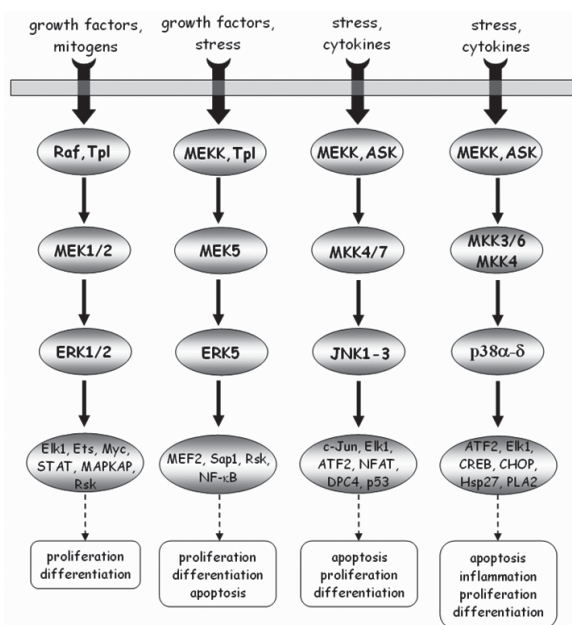 growth factors,
mitogens
growth factors,
stress
stress,
cytokines
stress,
cytokines
Raf, Tpl
MEKK, Tpl
MEKK, ASK
MEKK, ASK
MEK1/2
MEK5
MKK4/7
MKK3/6
MKK4
ERK1/2
ERK5
JNK1-3
p38α-δ
Elk1, Ets, Myc,
STAT, MAPKAP,
Rsk
MEF2, Sap1, Rsk,
NF-κB
c-Jun, Elk1,
ATF2, NFAT,
DPC4, p53
ATF2, Elk1,
CREB, CHOP,
Hsp27, PLA2
proliferation
differentiation
proliferation
differentiation
apoptosis
apoptosis
proliferation
differentiation
apoptosis
inflammation
proliferation
differentiation